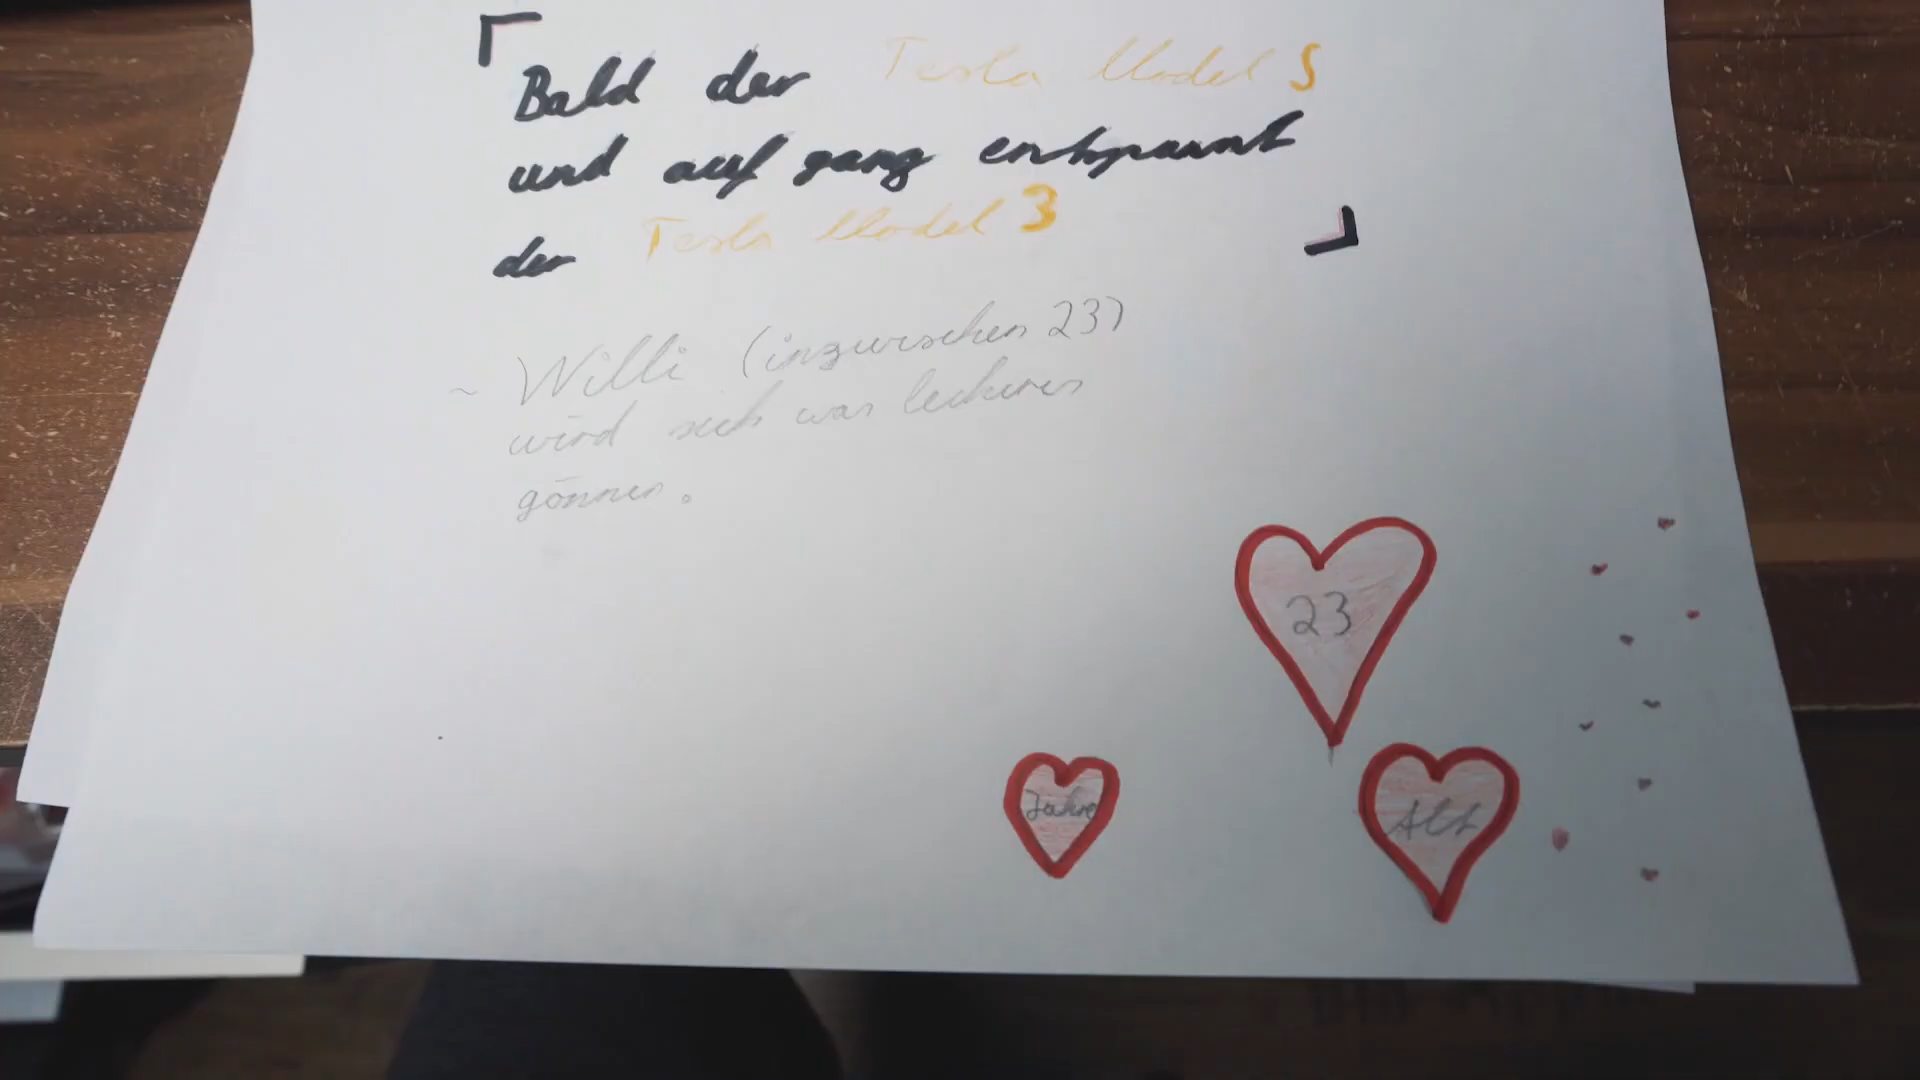 Bald der Tesla Model S
und auf ganz entspannt
der Tesla Model 3
~ Willi (inzwischen 23)
wird sich was leckeres
gönnen.
23
Jahre
Alt